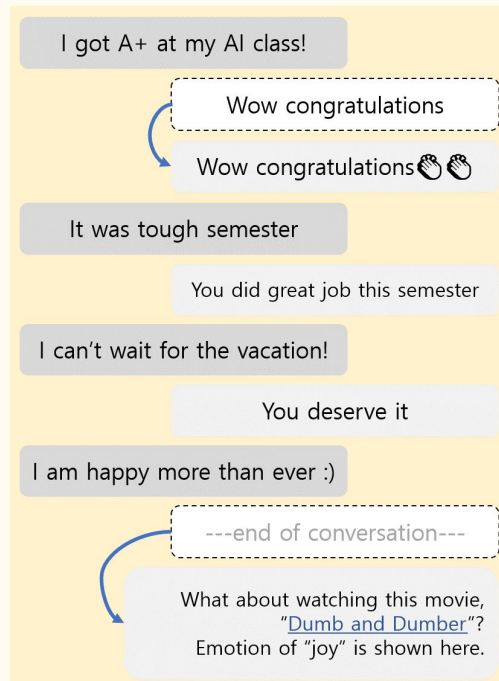 I got A+ at my AI class!
Wow congratulations
Wow congratulations👏👏
It was tough semester
You did great job this semester
I can't wait for the vacation!
You deserve it
I am happy more than ever :)
---end of conversation---
What about watching this movie,
"Dumb and Dumber"?
Emotion of "joy" is shown here.